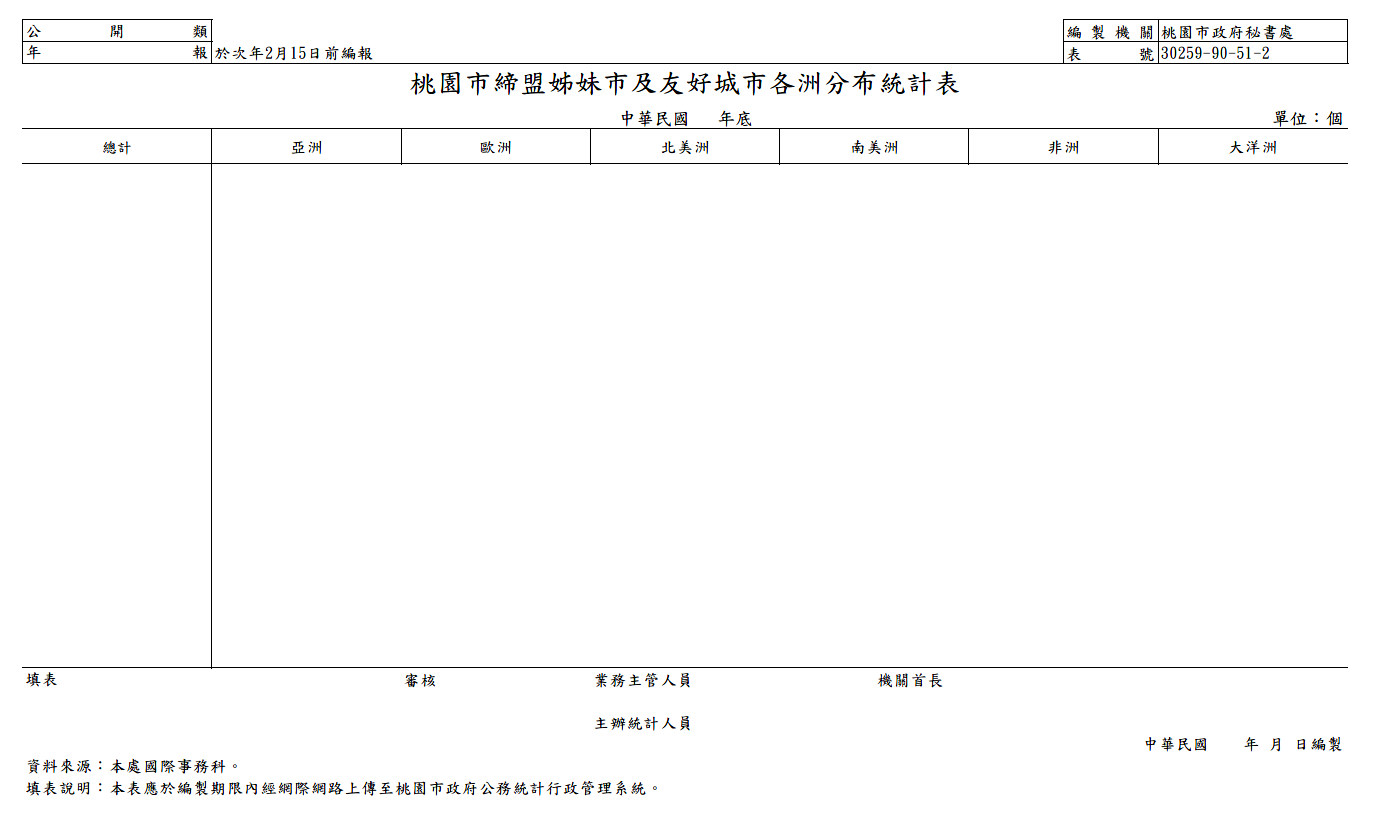 公開類 編製機關 桃園市政府秘書處
年報 於次年2月15日前編報 表號 30259-90-51-2
桃園市締盟姊妹市及友好城市各洲分布統計表
中華民國 年底 單位：個
總計 亞洲 歐洲 北美洲 南美洲 非洲 大洋洲
填表 審核 業務主管人員 機關首長
主辦統計人員
中華民國 年 月 日編製
資料來源：本處國際事務科。
填表說明：本表應於編製期限內經網際網路上傳至桃園市政府公務統計行政管理系統。